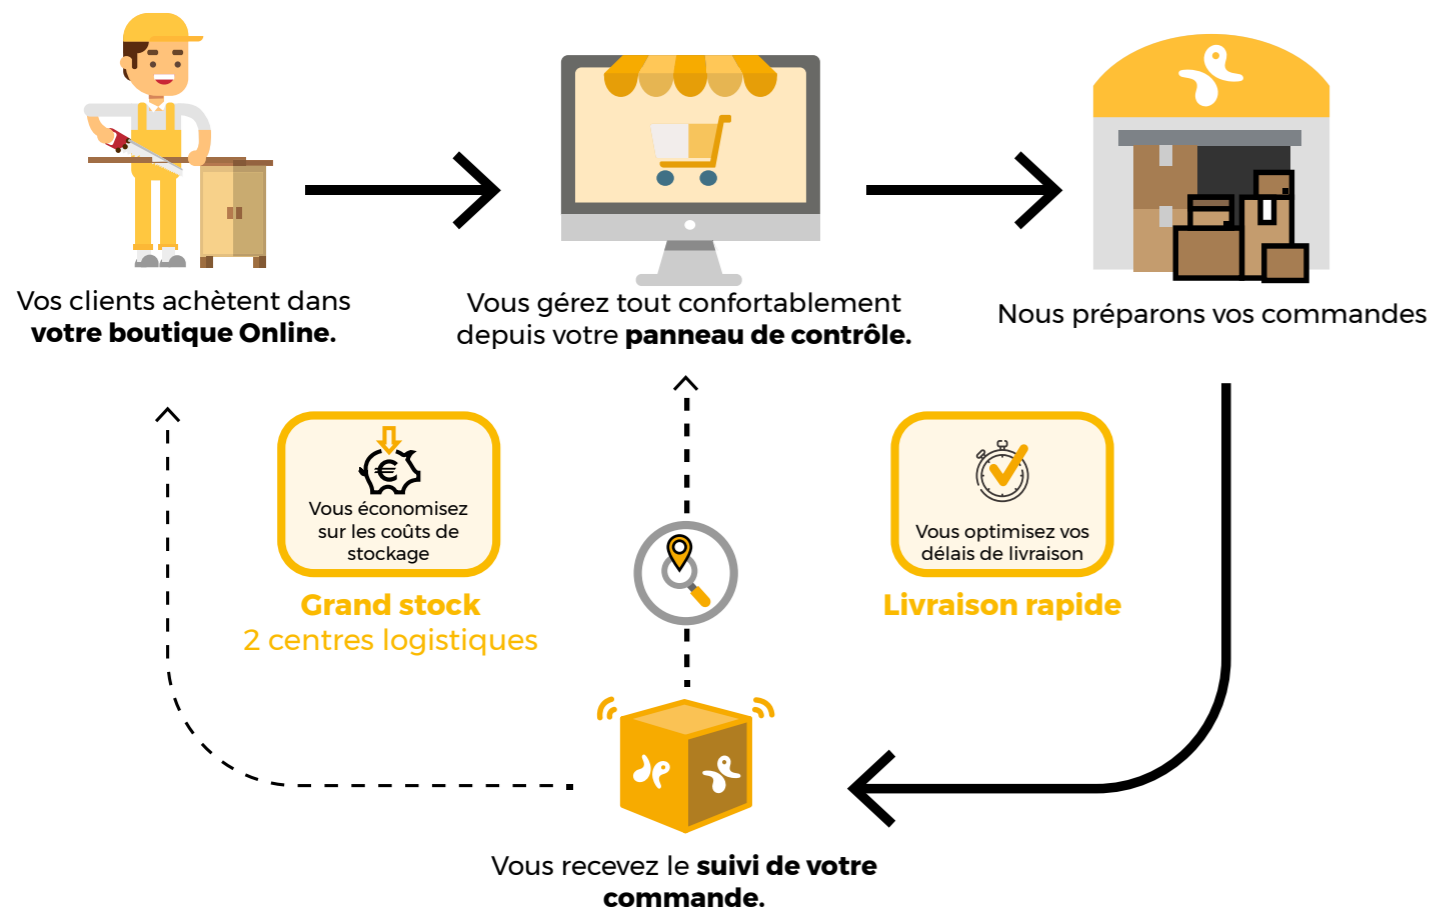 Vos clients achètent dans
votre boutique Online.
Vous gérez tout confortablement
depuis votre panneau de contrôle.
Nous préparons vos commandes
€
Vous économisez
sur les coûts de
stockage
Grand stock
2 centres logistiques
Vous optimisez vos
délais de livraison
Livraison rapide
Vous recevez le suivi de votre
commande.